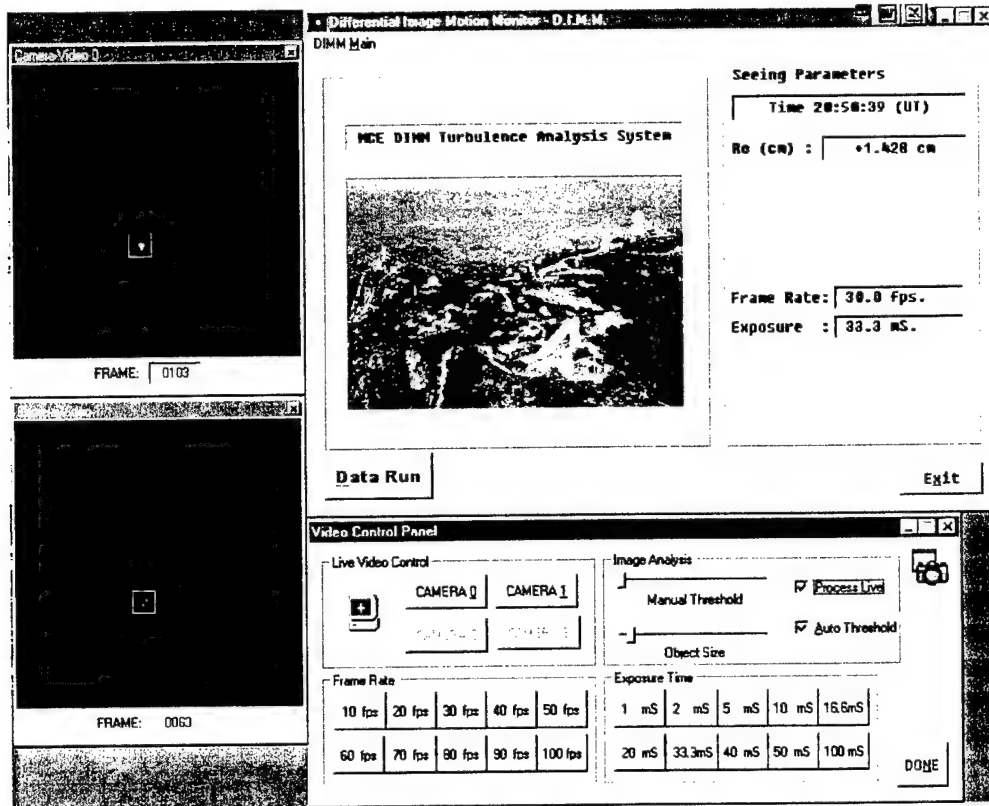 Camera Video 0
FRAME: 0103
FRAME: 0063
Differential Image Motion Monitor - D.I.M.M.
DIMM Main
MCE DIMM Turbulence Analysis System
Seeing Parameters
Time 20:50:39 (UT)
Ro (cm) : +1.428 cm
Frame Rate: 30.0 fps.
Exposure : 33.3 mS.
Data Run
Exit
Video Control Panel
Live Video Control
CAMERA 0 CAMERA 1
Image Analysis
Manual Threshold
Process Live
Auto Threshold
Object Size
Frame Rate
10 fps 20 fps 30 fps 40 fps 50 fps
60 fps 70 fps 80 fps 90 fps 100 fps
Exposure Time
1 mS 2 mS 5 mS 10 mS 16.6mS
20 mS 33.3mS 40 mS 50 mS 100 mS
DONE